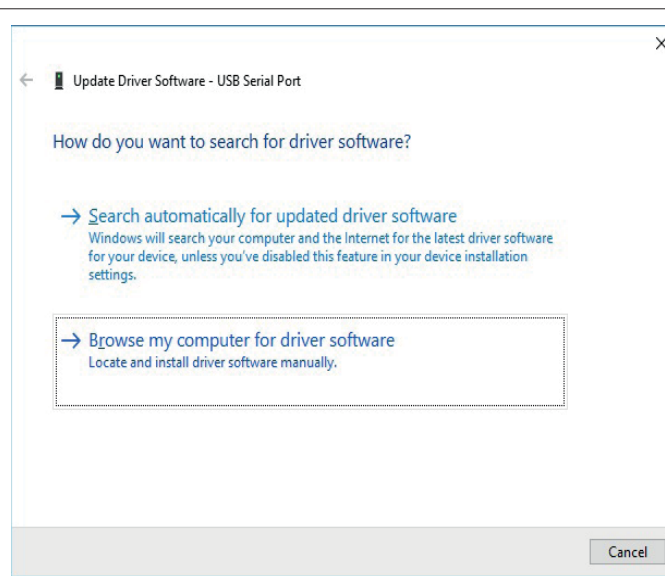 Update Driver Software - USB Serial Port
How do you want to search for driver software?
Search automatically for updated driver software
Windows will search your computer and the Internet for the latest driver software
for your device, unless you've disabled this feature in your device installation
settings.
Browse my computer for driver software
Locate and install driver software manually.
Cancel